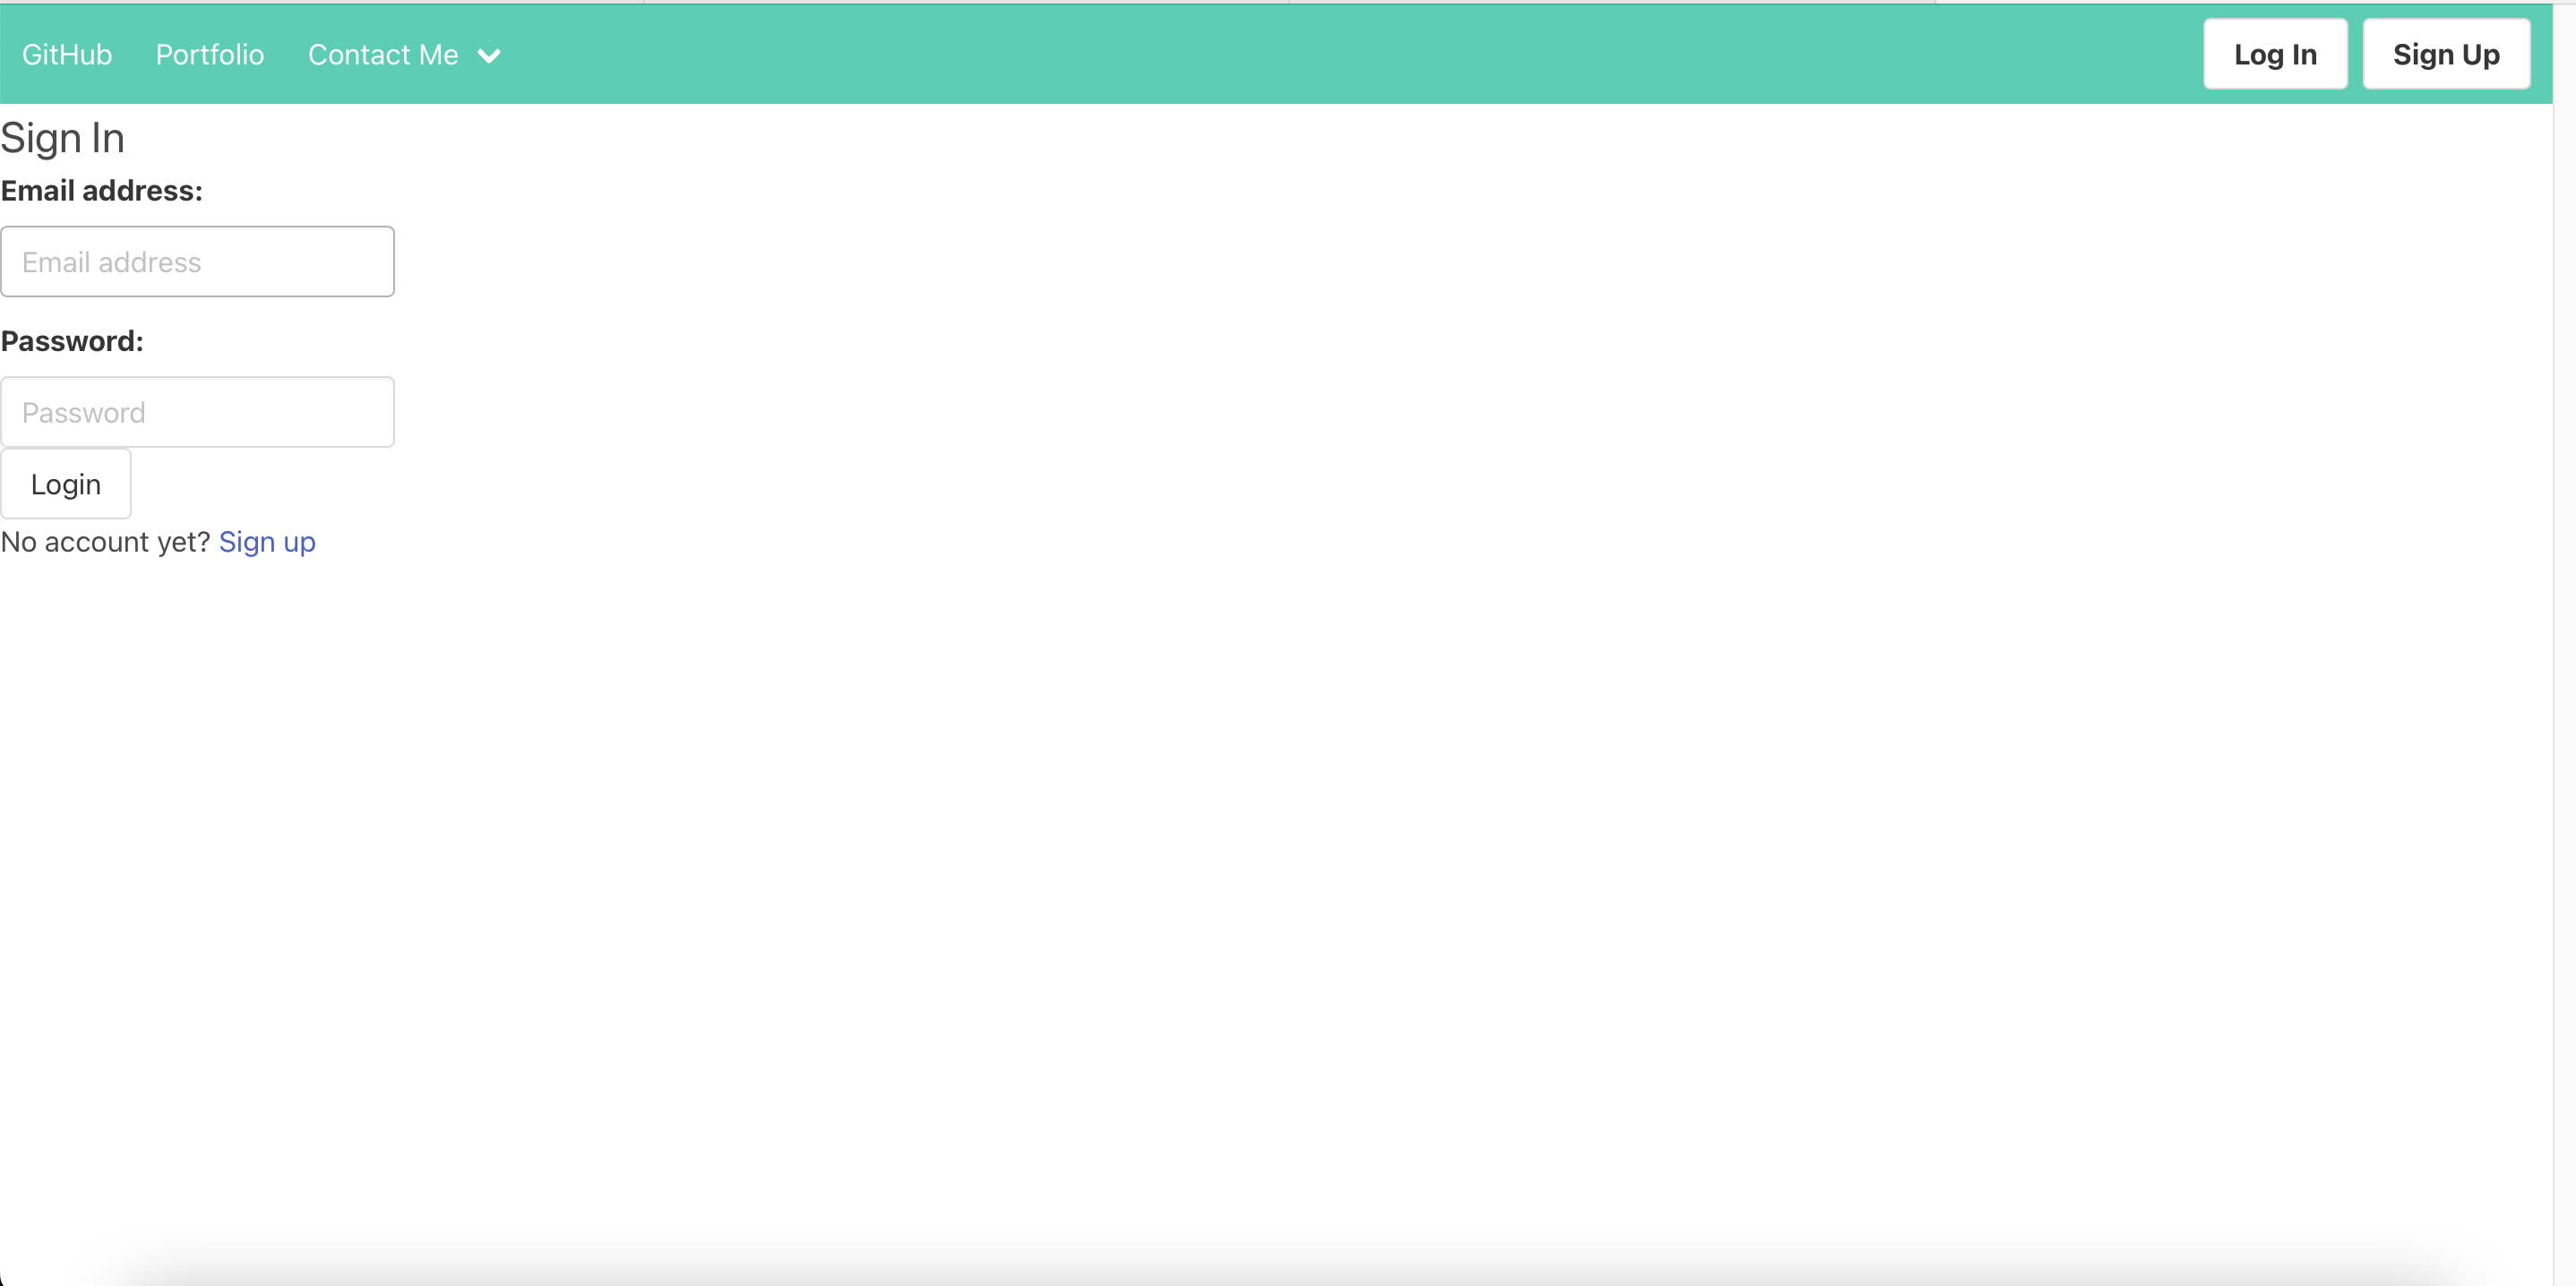 GitHub Portfolio Contact Me Log In Sign Up
Sign In
Email address:
Email address
Password:
Password
Login
No account yet? Sign up